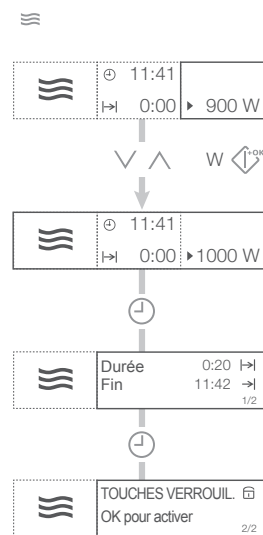 11:41
0:00 ▸ 900 W
W +OK
11:41
0:00 ▸ 1000 W
Durée 0:20
Fin 11:42
1/2
TOUCHES VERROUIL.
OK pour activer
2/2